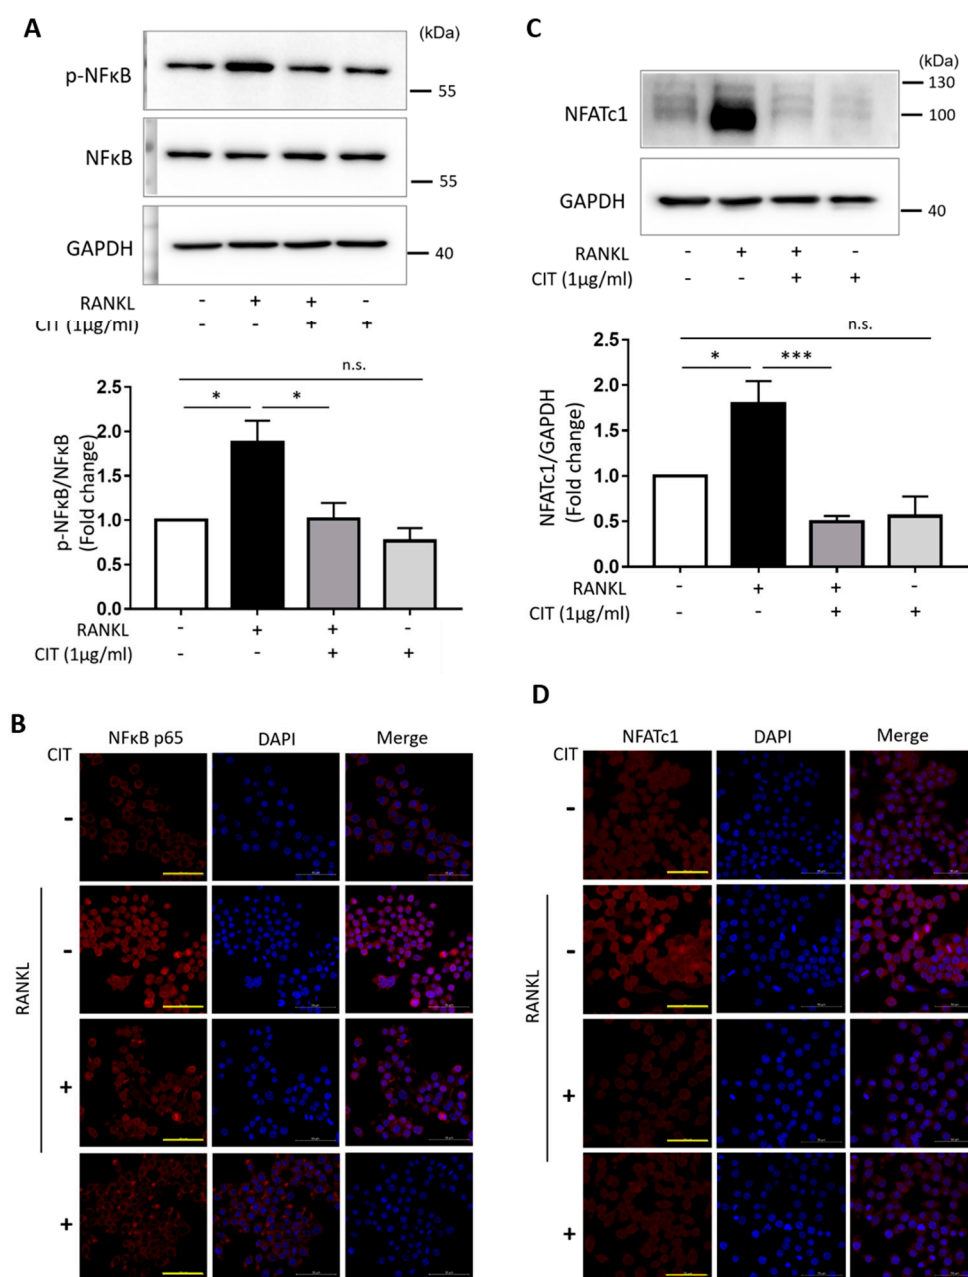 A
(kDa)
p-NFκB
55
NFκB
55
GAPDH
40
RANKL - + + -
CIT (1µg/ml) - - + +
n.s.
* *
p-NFκB/NFκB
(Fold change)
2.5
2.0
1.5
1.0
0.5
0.0
RANKL - + + -
CIT (1µg/ml) - - + +
C
(kDa)
130
NFATc1
100
GAPDH
40
RANKL - + + -
CIT (1µg/ml) - - + +
n.s.
* ***
NFATc1/GAPDH
(Fold change)
2.5
2.0
1.5
1.0
0.5
0.0
RANKL - + + -
CIT (1µg/ml) - - + +
B
NFκB p65 DAPI Merge
CIT
-
-
RANKL
+
+
D
NFATc1 DAPI Merge
CIT
-
-
RANKL
+
+